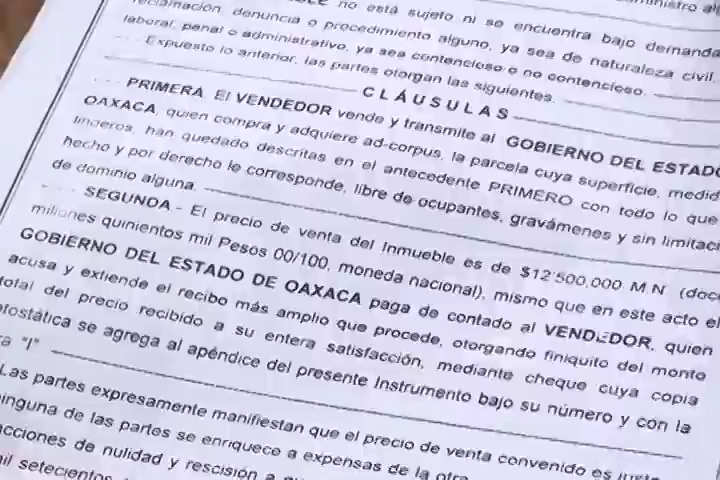 ministro
no está sujeto ni se encuentra bajo demanda
reclamación, denuncia o procedimiento alguno, ya sea de naturaleza civil,
laboral, penal o administrativo, ya sea contencioso o no contencioso.
- - - Expuesto lo anterior, las partes otorgan las siguientes.
CLÁUSULAS
- - - PRIMERA. El VENDEDOR vende y transmite al GOBIERNO DEL ESTADO
OAXACA, quien compra y adquiere ad-corpus, la parcela cuya superficie, medid
linderos, han quedado descritas en el antecedente PRIMERO con todo lo que
hecho y por derecho le corresponde, libre de ocupantes, gravámenes y sin limitaci
de dominio alguna.
- - - SEGUNDA.- El precio de venta del Inmueble es de $12'500,000 M.N. (doc
millones quinientos mil Pesos 00/100, moneda nacional), mismo que en este acto el
GOBIERNO DEL ESTADO DE OAXACA paga de contado al VENDEDOR, quien
acusa y extiende el recibo más amplio que procede, otorgando finiquito del monto
total del precio recibido a su entera satisfacción, mediante cheque cuya copia
tostática se agrega al apéndice del presente Instrumento bajo su número y con la
ra "I"
Las partes expresamente manifiestan que el precio de venta convenido es justo
ninguna de las partes se enriquece a expensas de la otra
acciones de nulidad y rescisión a
mil setecientos